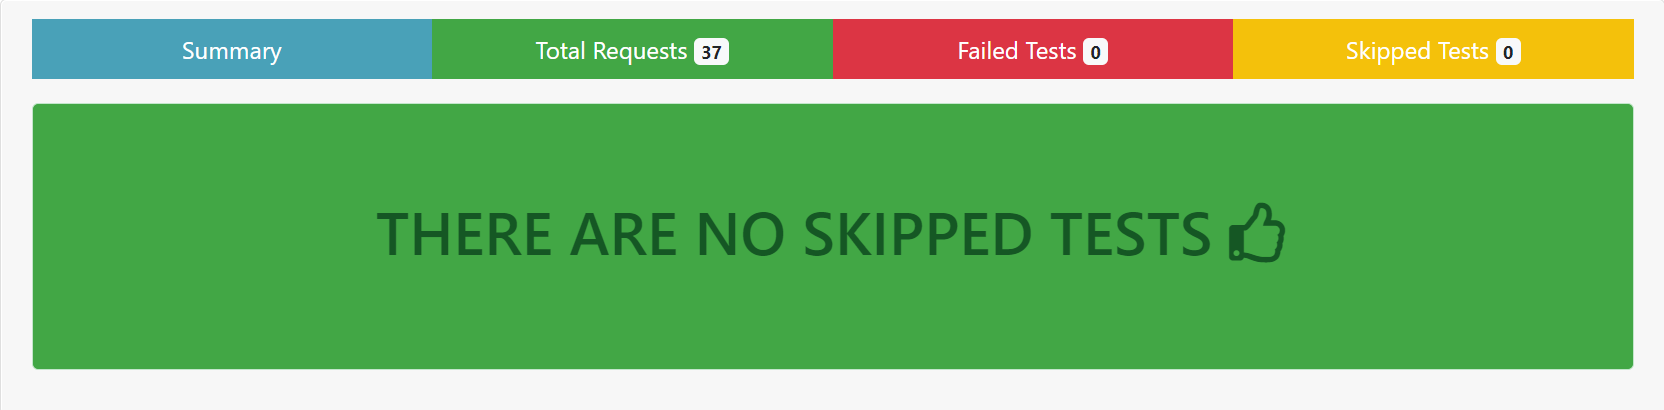 Summary
Total Requests 37
Failed Tests 0
Skipped Tests 0
THERE ARE NO SKIPPED TESTS